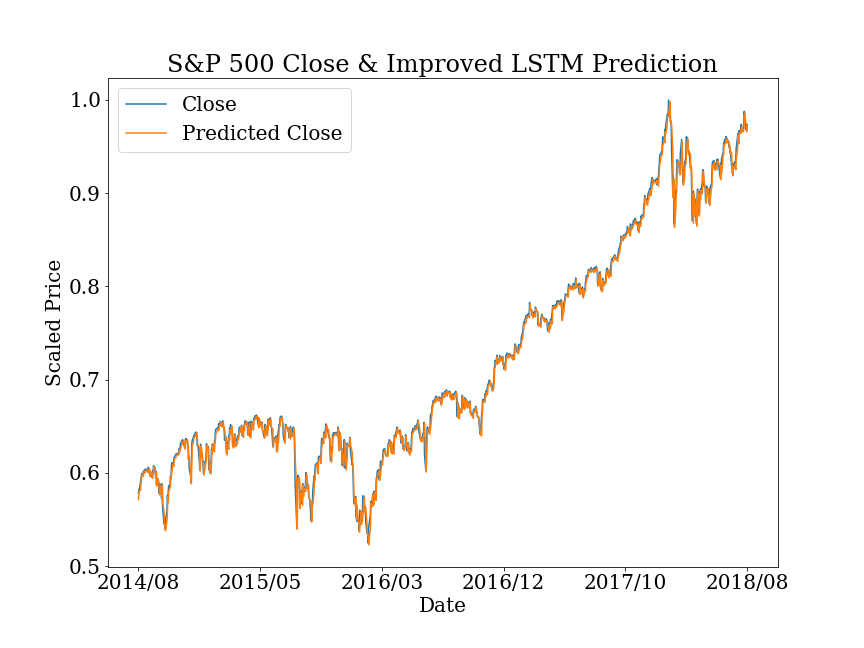 S&P 500 Close & Improved LSTM Prediction
Close
Predicted Close
Scaled Price
1.0
0.9
0.8
0.7
0.6
0.5
2014/08 2015/05 2016/03 2016/12 2017/10 2018/08
Date